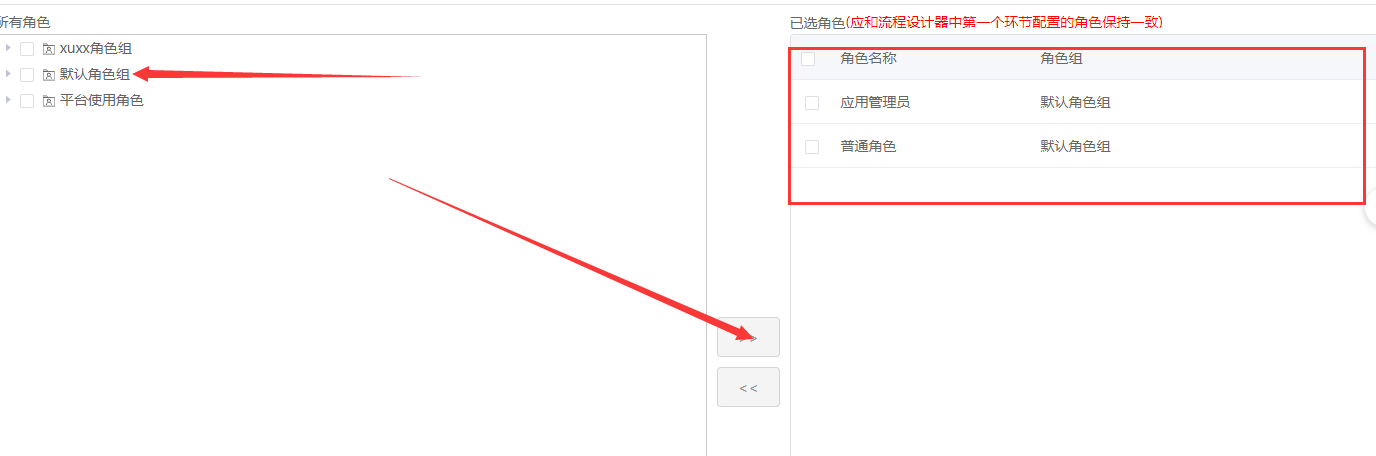 所有角色
xuxx角色组
默认角色组
平台使用角色
>
< <
已选角色(应和流程设计器中第一个环节配置的角色保持一致)
角色名称 角色组
应用管理员 默认角色组
普通角色 默认角色组